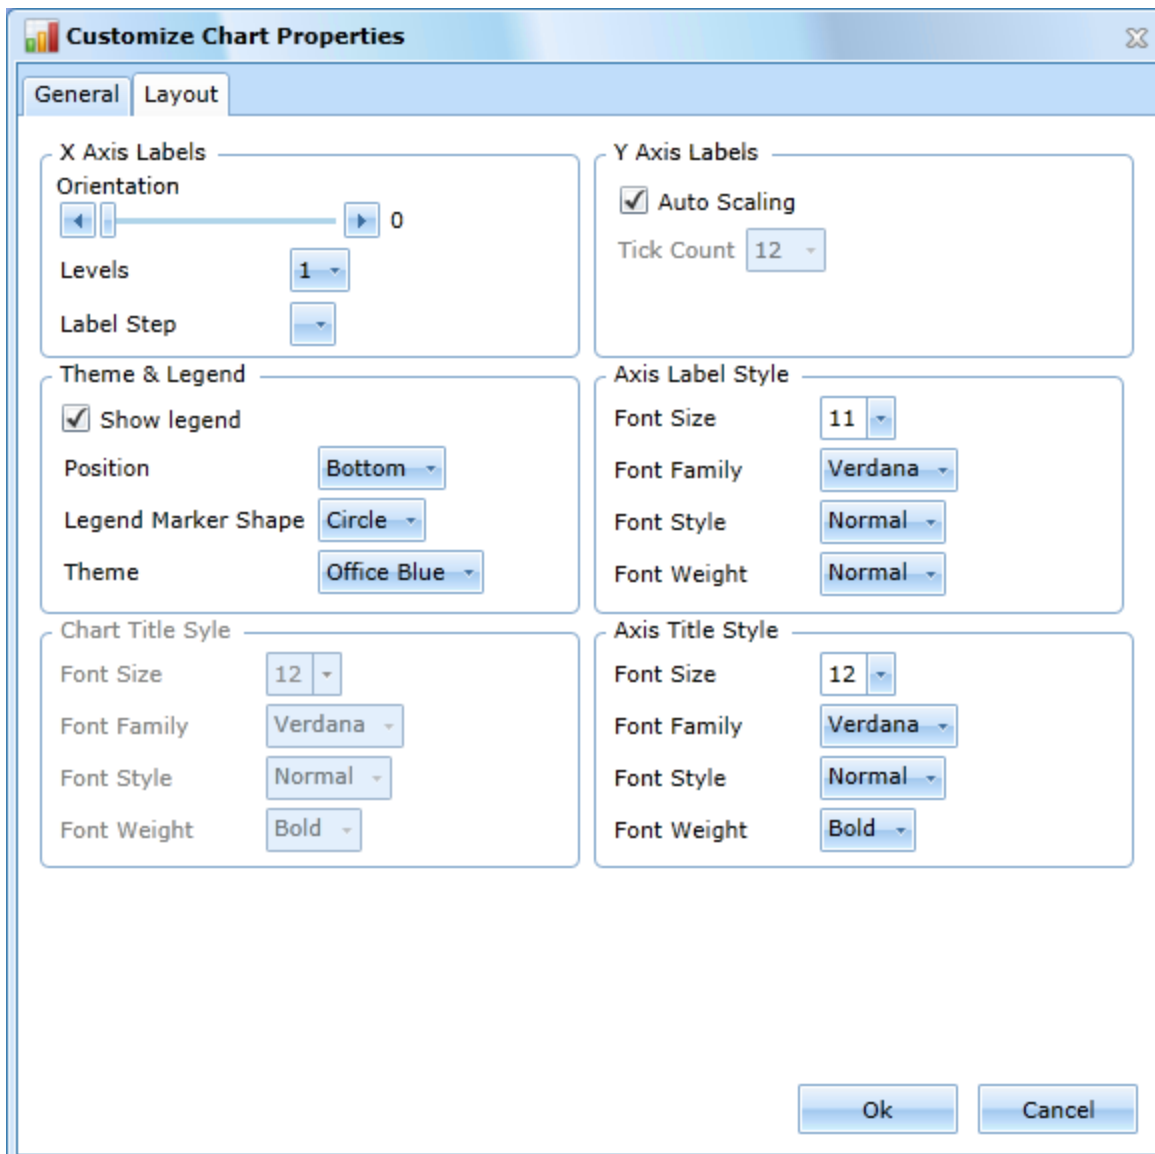 Customize Chart Properties
General Layout
X Axis Labels
Orientation
0
Levels 1
Label Step
Y Axis Labels
Auto Scaling
Tick Count 12
Theme & Legend
Show legend
Position Bottom
Legend Marker Shape Circle
Theme Office Blue
Axis Label Style
Font Size 11
Font Family Verdana
Font Style Normal
Font Weight Normal
Chart Title Syle
Font Size 12
Font Family Verdana
Font Style Normal
Font Weight Bold
Axis Title Style
Font Size 12
Font Family Verdana
Font Style Normal
Font Weight Bold
Ok Cancel